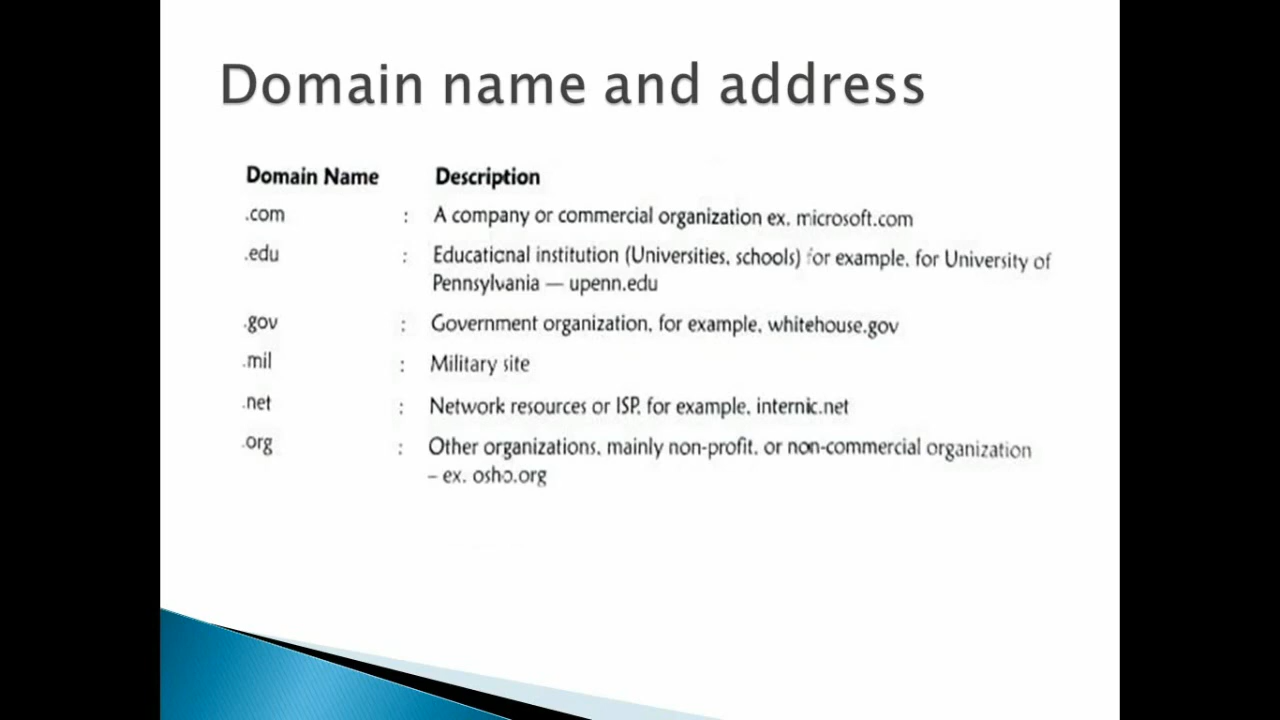 Domain name and address
Domain Name Description
.com : A company or commercial organization ex. microsoft.com
.edu : Educational institution (Universities, schools) for example, for University of
Pennsylvania — upenn.edu
.gov : Government organization, for example, whitehouse.gov
.mil : Military site
.net : Network resources or ISP, for example, internic.net
.org : Other organizations, mainly non-profit, or non-commercial organization
– ex. osho.org